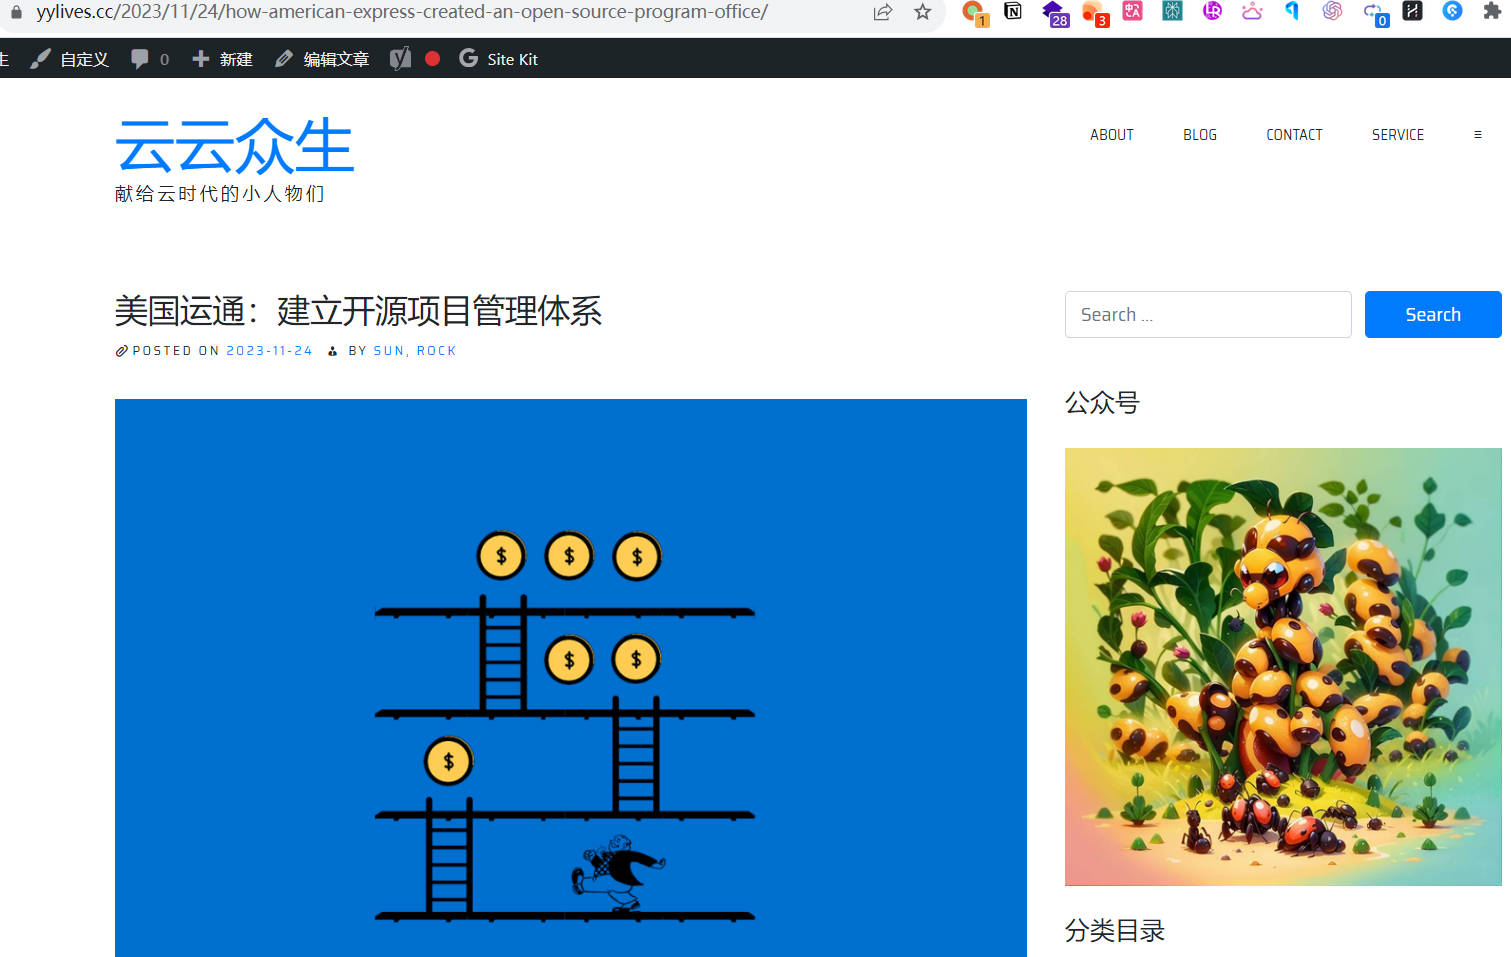 yylives.cc/2023/11/24/how-american-express-created-an-open-source-program-office/
1
28
3
0
自定义
0
新建
编辑文章
Site Kit
云云众生
献给云时代的小人物们
ABOUT
BLOG
CONTACT
SERVICE
美国运通：建立开源项目管理体系
POSTED ON 2023-11-24 BY SUN, ROCK
Search ...
Search
公众号
$ $ $
$ $
$
分类目录